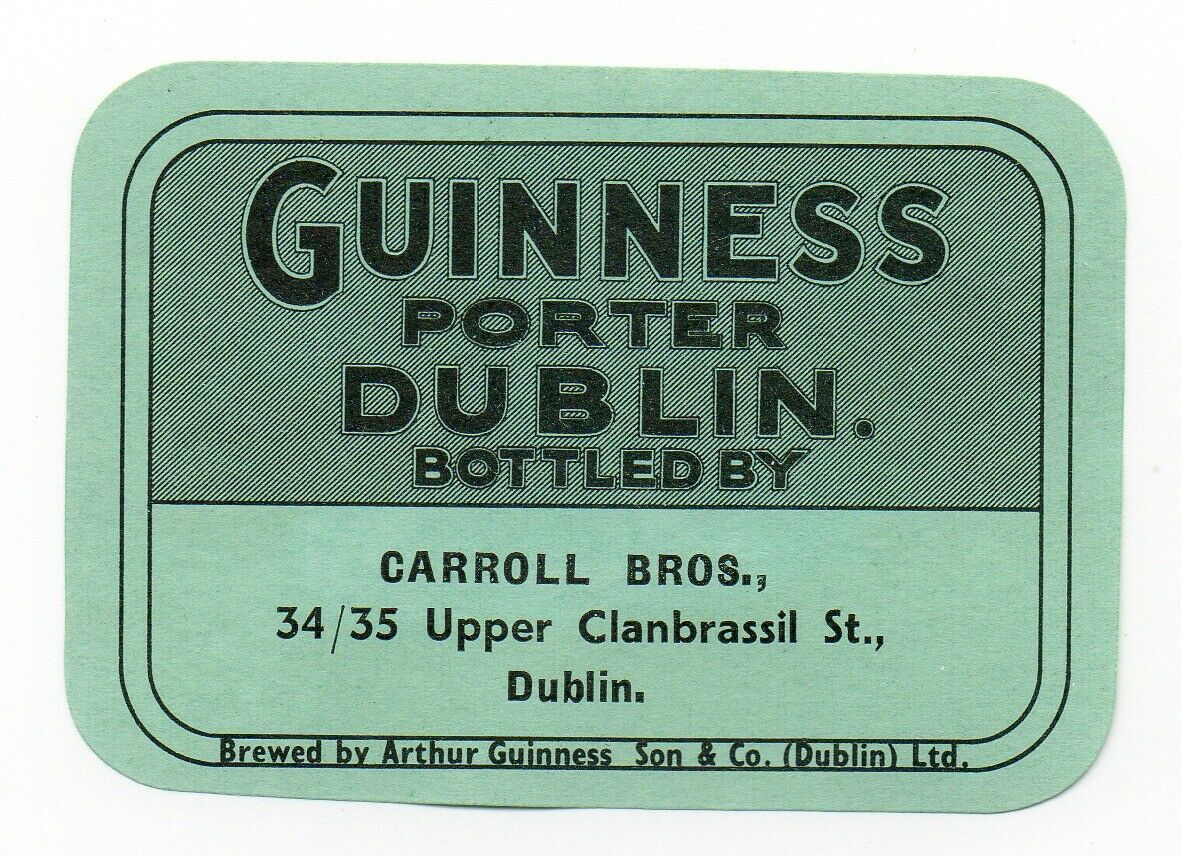 GUINNESS
PORTER
DUBLIN.
BOTTLED BY
CARROLL BROS.,
34/35 Upper Clanbrassil St.,
Dublin.
Brewed by Arthur Guinness Son & Co. (Dublin) Ltd.